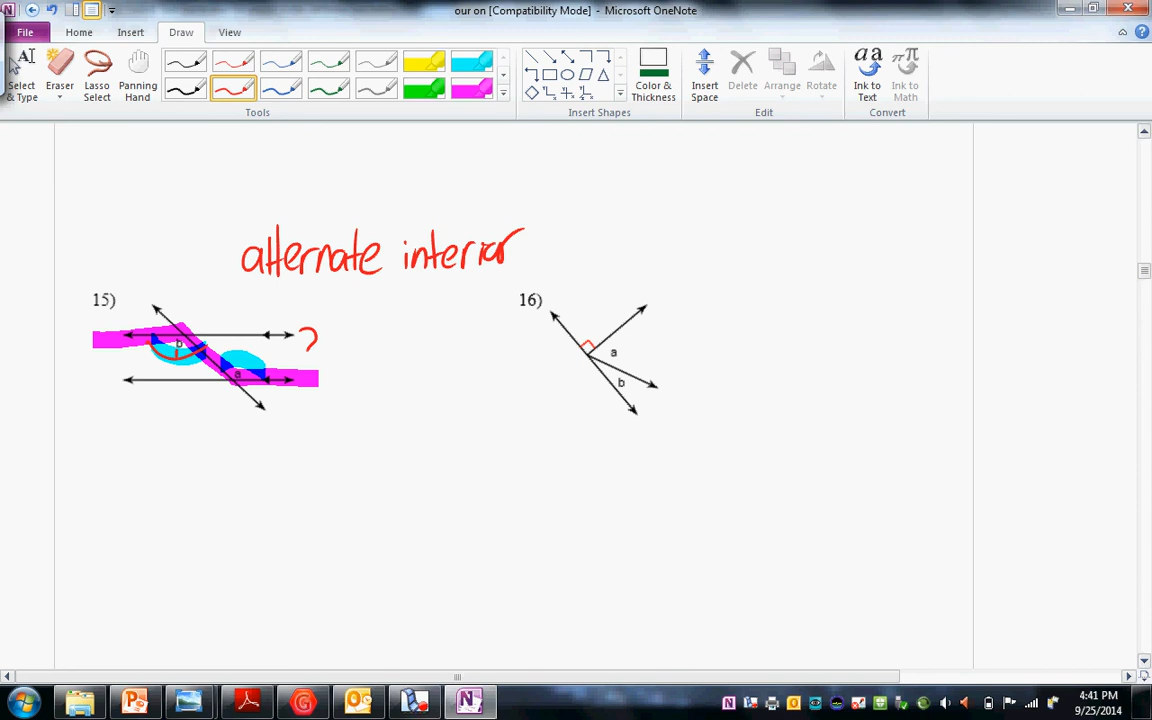 our on [Compatibility Mode] - Microsoft OneNote
File Home Insert Draw View
Select & Type Eraser Lasso Select Panning Hand Color & Thickness Insert Space Delete Arrange Rotate Ink to Text Ink to Math
Tools Insert Shapes Edit Convert
alternate interior
15) 16)
b ?
a
a
b
4:41 PM
9/25/2014